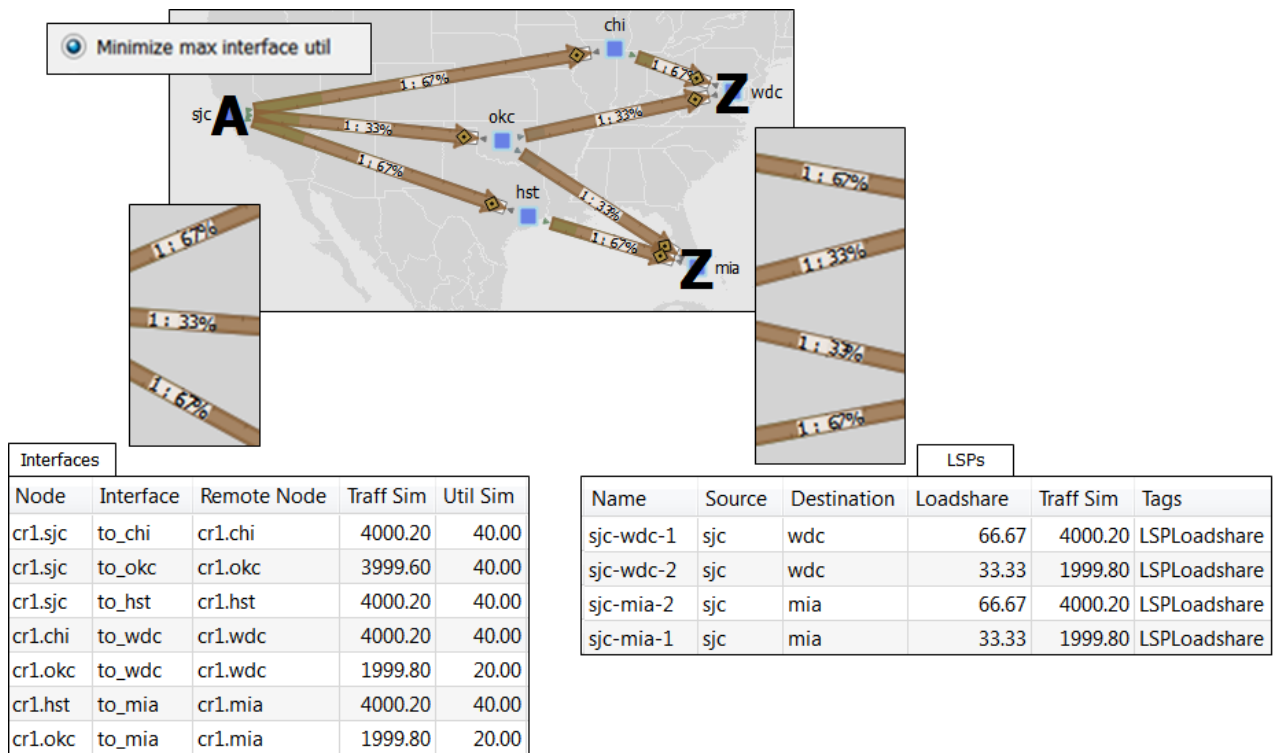 Minimize max interface util
chi
1: 67%
1: 67%
sjc A
Z wdc
okc
1: 33%
1: 33%
1: 67%
hst
1: 33%
1: 67%
Z mia
1: 67%
1: 33%
1: 67%
1: 67%
1: 33%
1: 33%
1: 67%
Interfaces
Node Interface Remote Node Traff Sim Util Sim
cr1.sjc to_chi cr1.chi 4000.20 40.00
cr1.sjc to_okc cr1.okc 3999.60 40.00
cr1.sjc to_hst cr1.hst 4000.20 40.00
cr1.chi to_wdc cr1.wdc 4000.20 40.00
cr1.okc to_wdc cr1.wdc 1999.80 20.00
cr1.hst to_mia cr1.mia 4000.20 40.00
cr1.okc to_mia cr1.mia 1999.80 20.00
LSPs
Name Source Destination Loadshare Traff Sim Tags
sjc-wdc-1 sjc wdc 66.67 4000.20 LSPLoadshare
sjc-wdc-2 sjc wdc 33.33 1999.80 LSPLoadshare
sjc-mia-2 sjc mia 66.67 4000.20 LSPLoadshare
sjc-mia-1 sjc mia 33.33 1999.80 LSPLoadshare